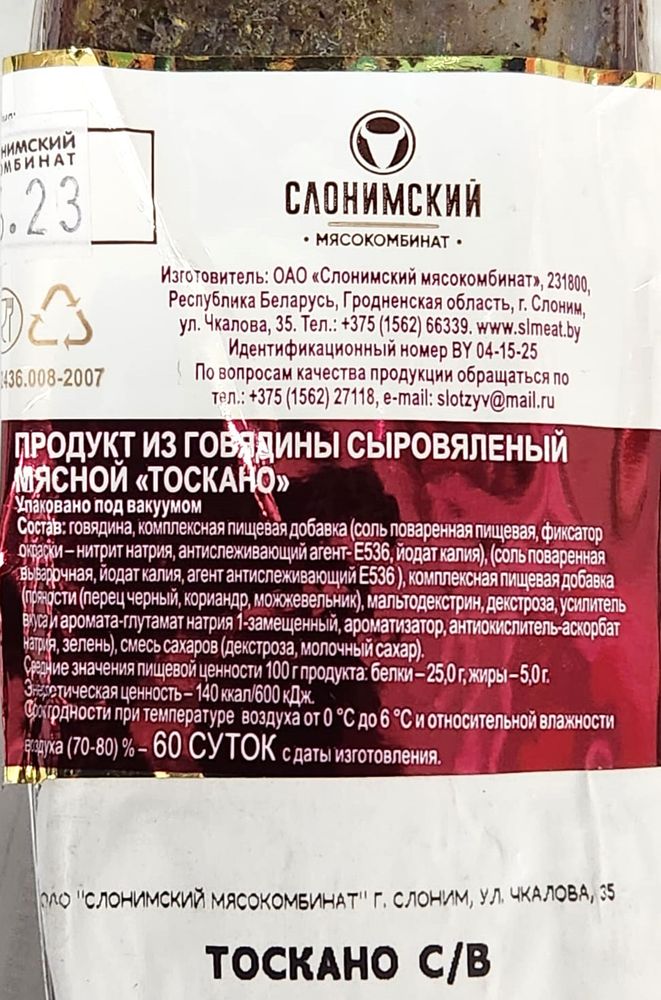 НИМСКИЙ
МБИНАТ
.23
СЛОНИМСКИЙ
• МЯСОКОМБИНАТ •
Изготовитель: ОАО «Слонимский мясокомбинат», 231800,
Республика Беларусь, Гродненская область, г. Слоним,
ул. Чкалова, 35. Тел.: +375 (1562) 66339. www.slmeat.by
Идентификационный номер BY 04-15-25
По вопросам качества продукции обращаться по
тел.: +375 (1562) 27118, e-mail: slotzyv@mail.ru
436.008-2007
ПРОДУКТ ИЗ ГОВЯДИНЫ СЫРОВЯЛЕНЫЙ
МЯСНОЙ «ТОСКАНО»
Упаковано под вакуумом
Состав: говядина, комплексная пищевая добавка (соль поваренная пищевая, фиксатор
окраски – нитрит натрия, антислеживающий агент- Е536, йодат калия), (соль поваренная
выварочная, йодат калия, агент антислеживающий Е536 ), комплексная пищевая добавка
(пряности (перец черный, кориандр, можжевельник), мальтодекстрин, декстроза, усилитель
вкуса и аромата-глутамат натрия 1-замещенный, ароматизатор, антиокислитель-аскорбат
натрия, зелень), смесь сахаров (декстроза, молочный сахар).
Средние значения пищевой ценности 100 г продукта: белки – 25,0 г, жиры – 5,0 г.
Энергетическая ценность – 140 ккал/600 кДж.
Срок годности при температуре воздуха от 0 °С до 6 °С и относительной влажности
воздуха (70-80) % – 60 СУТОК с даты изготовления.
ОАО "СЛОНИМСКИЙ МЯСОКОМБИНАТ" Г. СЛОНИМ, УЛ. ЧКАЛОВА, 35
ТОСКАНО С/В